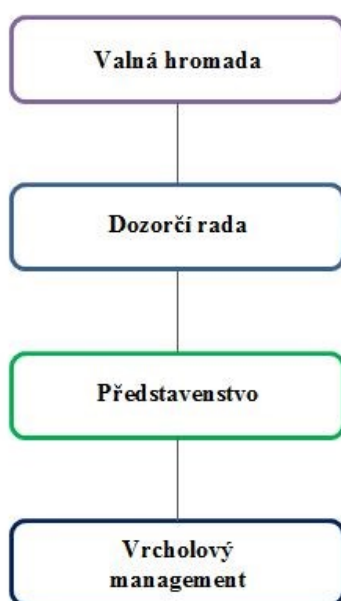 Valná hromada
Dozorčí rada
Představenstvo
Vrcholový
management